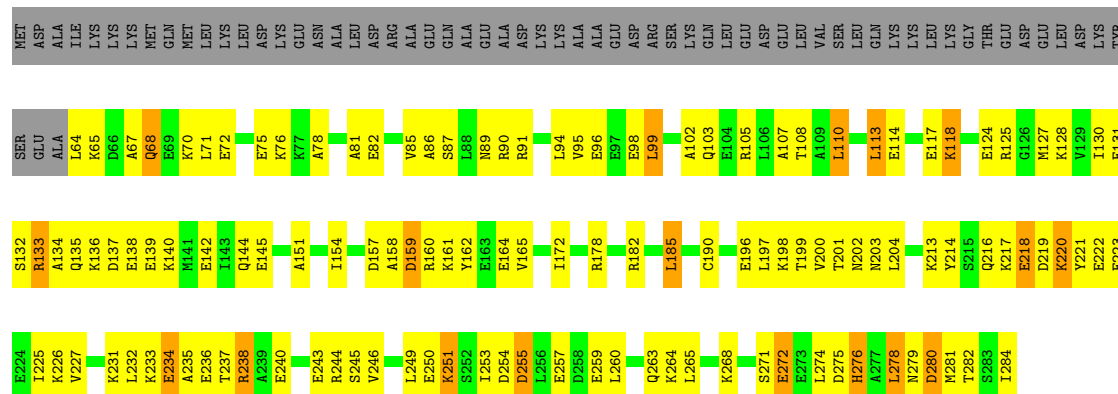 MET ASP ALA ILE LYS LYS LYS MET GLN MET LEU LYS LEU ASP LYS GLU ASN ALA LEU ASP ARG ALA GLU GLN ALA GLU ALA ASP LYS LYS ALA ALA GLU ASP ARG SER LYS GLN LEU GLU ASP GLU LEU VAL SER LEU GLN LYS LYS LEU LYS GLY THR GLU ASP GLU LEU ASP LYS TYR
SER GLU ALA L64 K65 D66 A67 Q68 E69 K70 L71 E72 E75 K76 K77 A78 A81 E82 V85 A86 S87 L88 N89 R90 R91 L94 V95 E96 E97 E98 L99 A102 Q103 E104 R105 L106 A107 T108 A109 L110 L113 E114 E117 K118 E124 R125 G126 M127 K128 V129 I130 E131
S132 R133 A134 Q135 K136 D137 E138 E139 K140 M141 E142 I143 Q144 E145 A151 I154 D157 A158 D159 R160 K161 Y162 E163 E164 V165 I172 R178 R182 L185 C190 E196 L197 K198 T199 V200 T201 N202 N203 L204 K213 Y214 S215 Q216 K217 E218 D219 K220 Y221 E222 E223
E224 I225 K226 V227 K231 L232 K233 E234 A235 E236 T237 R238 A239 E240 E243 R244 S245 V246 L249 E250 K251 S252 I253 D254 D255 L256 E257 D258 E259 L260 Q263 K264 L265 K268 S271 E272 E273 L274 D275 H276 A277 L278 N279 D280 M281 T282 S283 I284